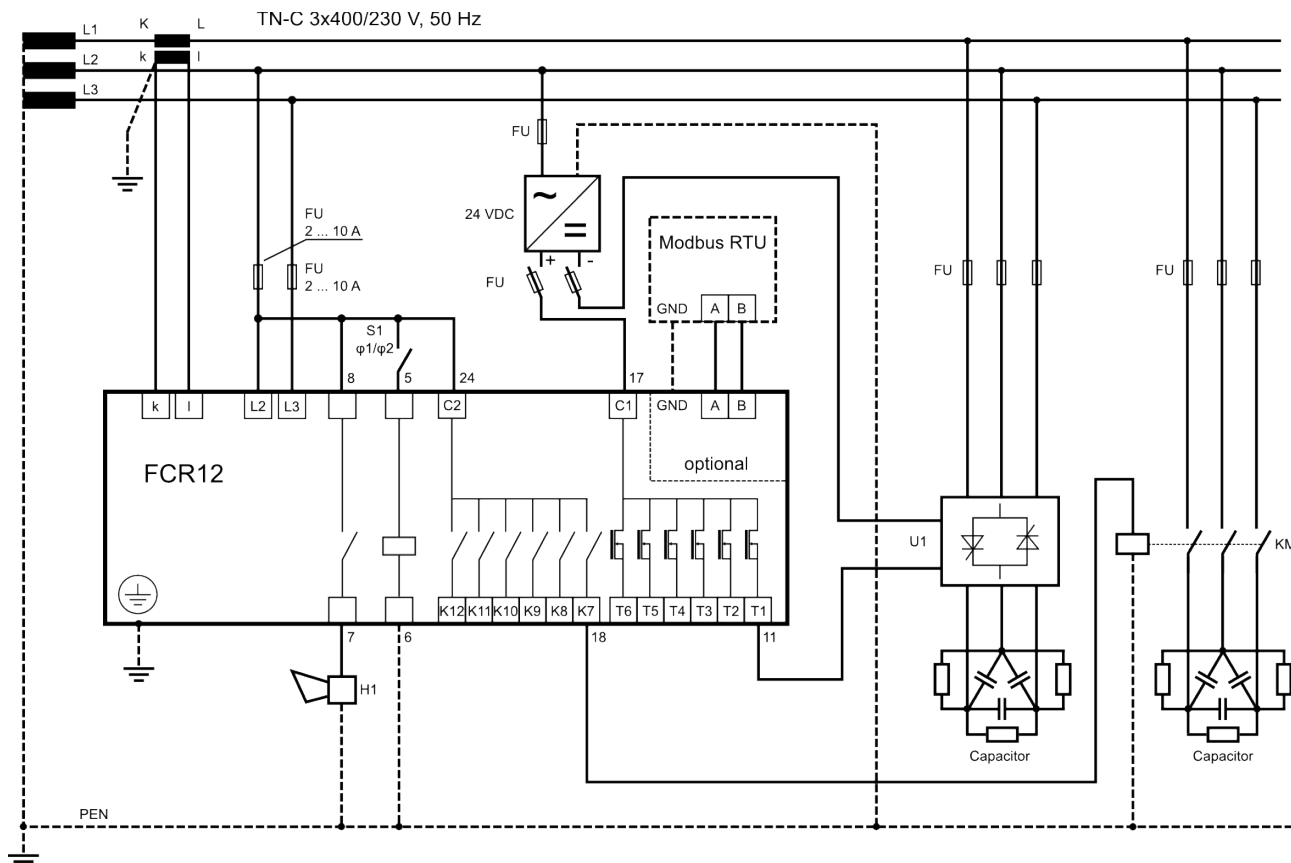 TN-C 3x400/230 V, 50 Hz
L1
K
L
L2
k
l
L3
FU
24 VDC
FU
2 ... 10 A
FU
2 ... 10 A
+
-
FU
Modbus RTU
GND
A
B
FU
FU
S1
φ1/φ2
8
5
24
17
k
l
L2
L3
C2
C1
GND
A
B
optional
FCR12
U1
KM
K12
K11
K10
K9
K8
K7
T6
T5
T4
T3
T2
T1
7
6
18
11
H1
Capacitor
Capacitor
PEN